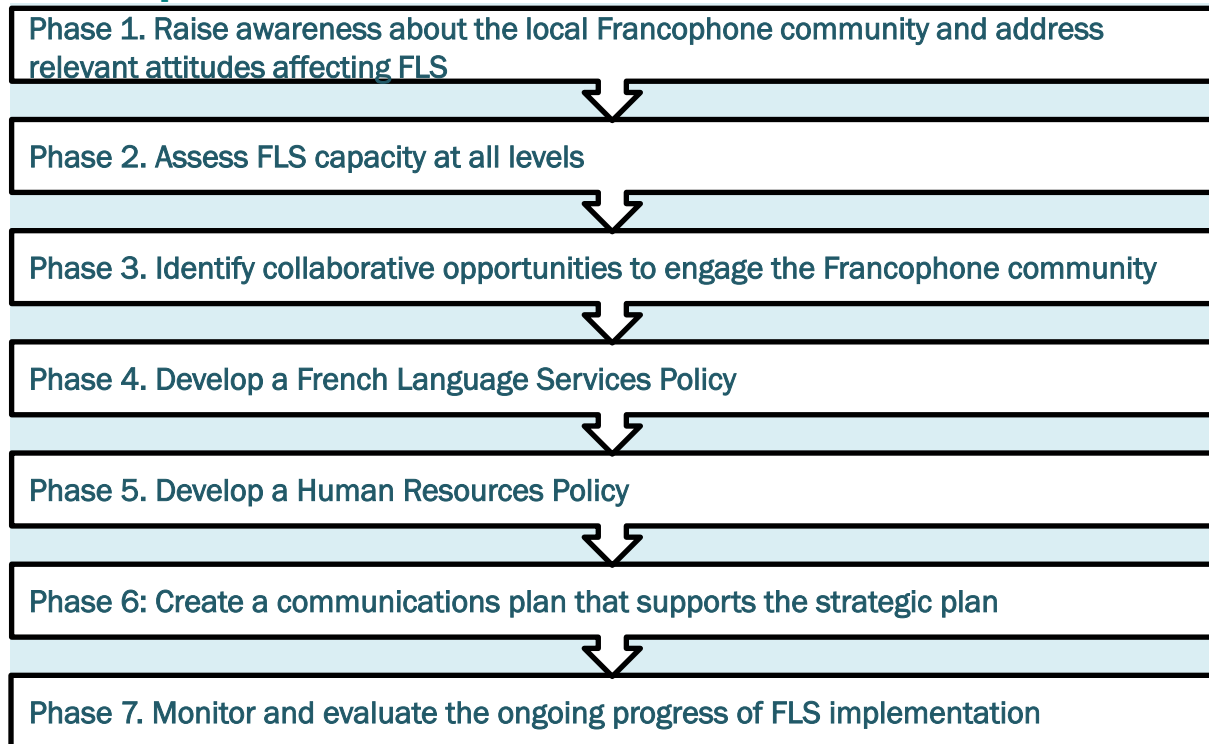 Phase 1. Raise awareness about the local Francophone community and address
relevant attitudes affecting FLS
Phase 2. Assess FLS capacity at all levels
Phase 3. Identify collaborative opportunities to engage the Francophone community
Phase 4. Develop a French Language Services Policy
Phase 5. Develop a Human Resources Policy
Phase 6: Create a communications plan that supports the strategic plan
Phase 7. Monitor and evaluate the ongoing progress of FLS implementation